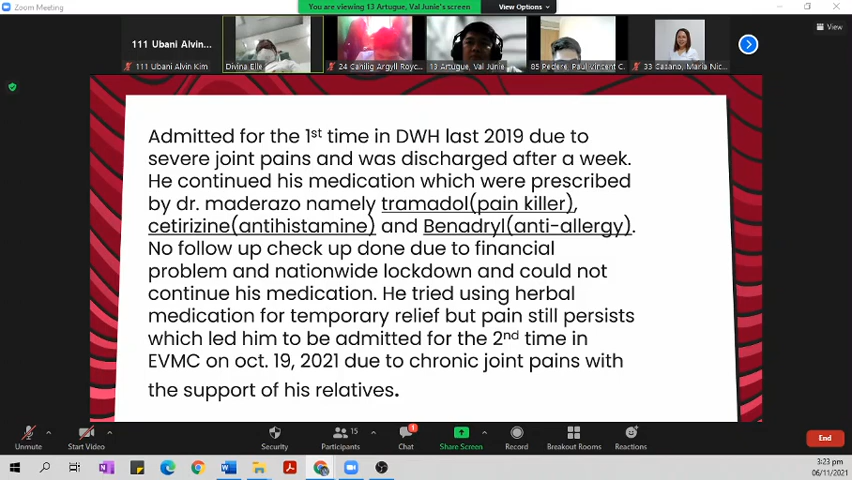 Zoom Meeting
You are viewing 13 Artugue, Val Junie's screen
View Options
View
111 Ubani Alvin...
111 Ubani Alvin Kim
Divina Elle
24 Canilig Argyll Royc...
13 Artugue, Val Junie
85 Pedere, Paul Vincent C.
33 Casano, Maria Nic...
Admitted for the 1st time in DWH last 2019 due to
severe joint pains and was discharged after a week.
He continued his medication which were prescribed
by dr. maderazo namely tramadol(pain killer),
cetirizine(antihistamine) and Benadryl(anti-allergy).
No follow up check up done due to financial
problem and nationwide lockdown and could not
continue his medication. He tried using herbal
medication for temporary relief but pain still persists
which led him to be admitted for the 2nd time in
EVMC on oct. 19, 2021 due to chronic joint pains with
the support of his relatives.
Unmute
Start Video
Security
15
Participants
1
Chat
Share Screen
Record
Breakout Rooms
Reactions
End
3:23 pm
06/11/2021